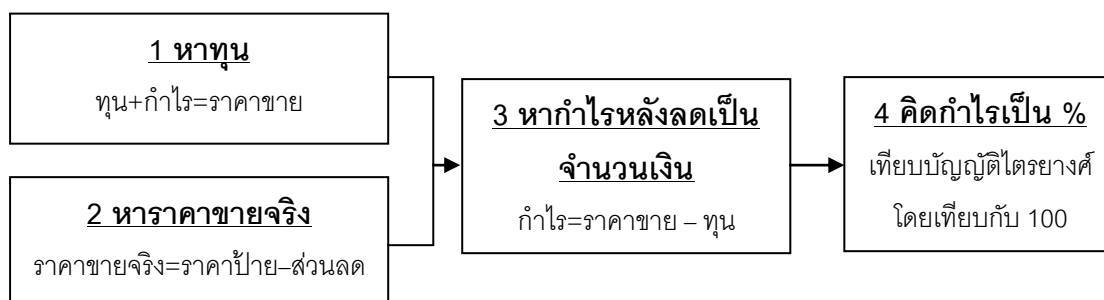 1 หาทุน
ทุน+กำไร=ราคาขาย
2 หาราคาขายจริง
ราคาขายจริง=ราคาป้าย–ส่วนลด
3 หากำไรหลังลดเป็น
จำนวนเงิน
กำไร=ราคาขาย – ทุน
4 คิดกำไรเป็น %
เทียบบัญญัติไตรยางศ์
โดยเทียบกับ 100